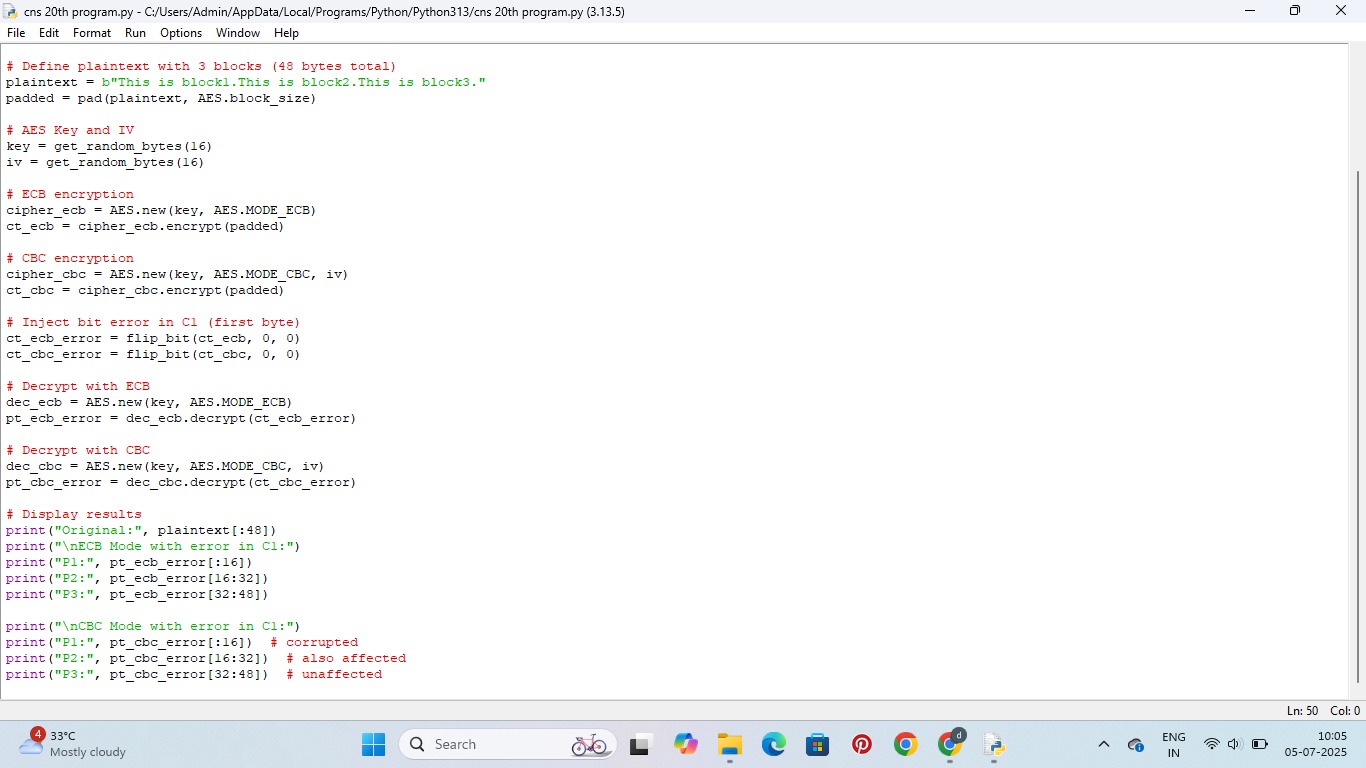 cns 20th program.py - C:/Users/Admin/AppData/Local/Programs/Python/Python313/cns 20th program.py (3.13.5)
File Edit Format Run Options Window Help
# Define plaintext with 3 blocks (48 bytes total)
plaintext = b"This is block1.This is block2.This is block3."
padded = pad(plaintext, AES.block_size)
# AES Key and IV
key = get_random_bytes(16)
iv = get_random_bytes(16)
# ECB encryption
cipher_ecb = AES.new(key, AES.MODE_ECB)
ct_ecb = cipher_ecb.encrypt(padded)
# CBC encryption
cipher_cbc = AES.new(key, AES.MODE_CBC, iv)
ct_cbc = cipher_cbc.encrypt(padded)
# Inject bit error in C1 (first byte)
ct_ecb_error = flip_bit(ct_ecb, 0, 0)
ct_cbc_error = flip_bit(ct_cbc, 0, 0)
# Decrypt with ECB
dec_ecb = AES.new(key, AES.MODE_ECB)
pt_ecb_error = dec_ecb.decrypt(ct_ecb_error)
# Decrypt with CBC
dec_cbc = AES.new(key, AES.MODE_CBC, iv)
pt_cbc_error = dec_cbc.decrypt(ct_cbc_error)
# Display results
print("Original:", plaintext[:48])
print("\nECB Mode with error in C1:")
print("P1:", pt_ecb_error[:16])
print("P2:", pt_ecb_error[16:32])
print("P3:", pt_ecb_error[32:48])
print("\nCBC Mode with error in C1:")
print("P1:", pt_cbc_error[:16])  # corrupted
print("P2:", pt_cbc_error[16:32])  # also affected
print("P3:", pt_cbc_error[32:48])  # unaffected
Ln: 50 Col: 0
4
33°C
Mostly cloudy
Search
d
ENG
IN
10:05
05-07-2025